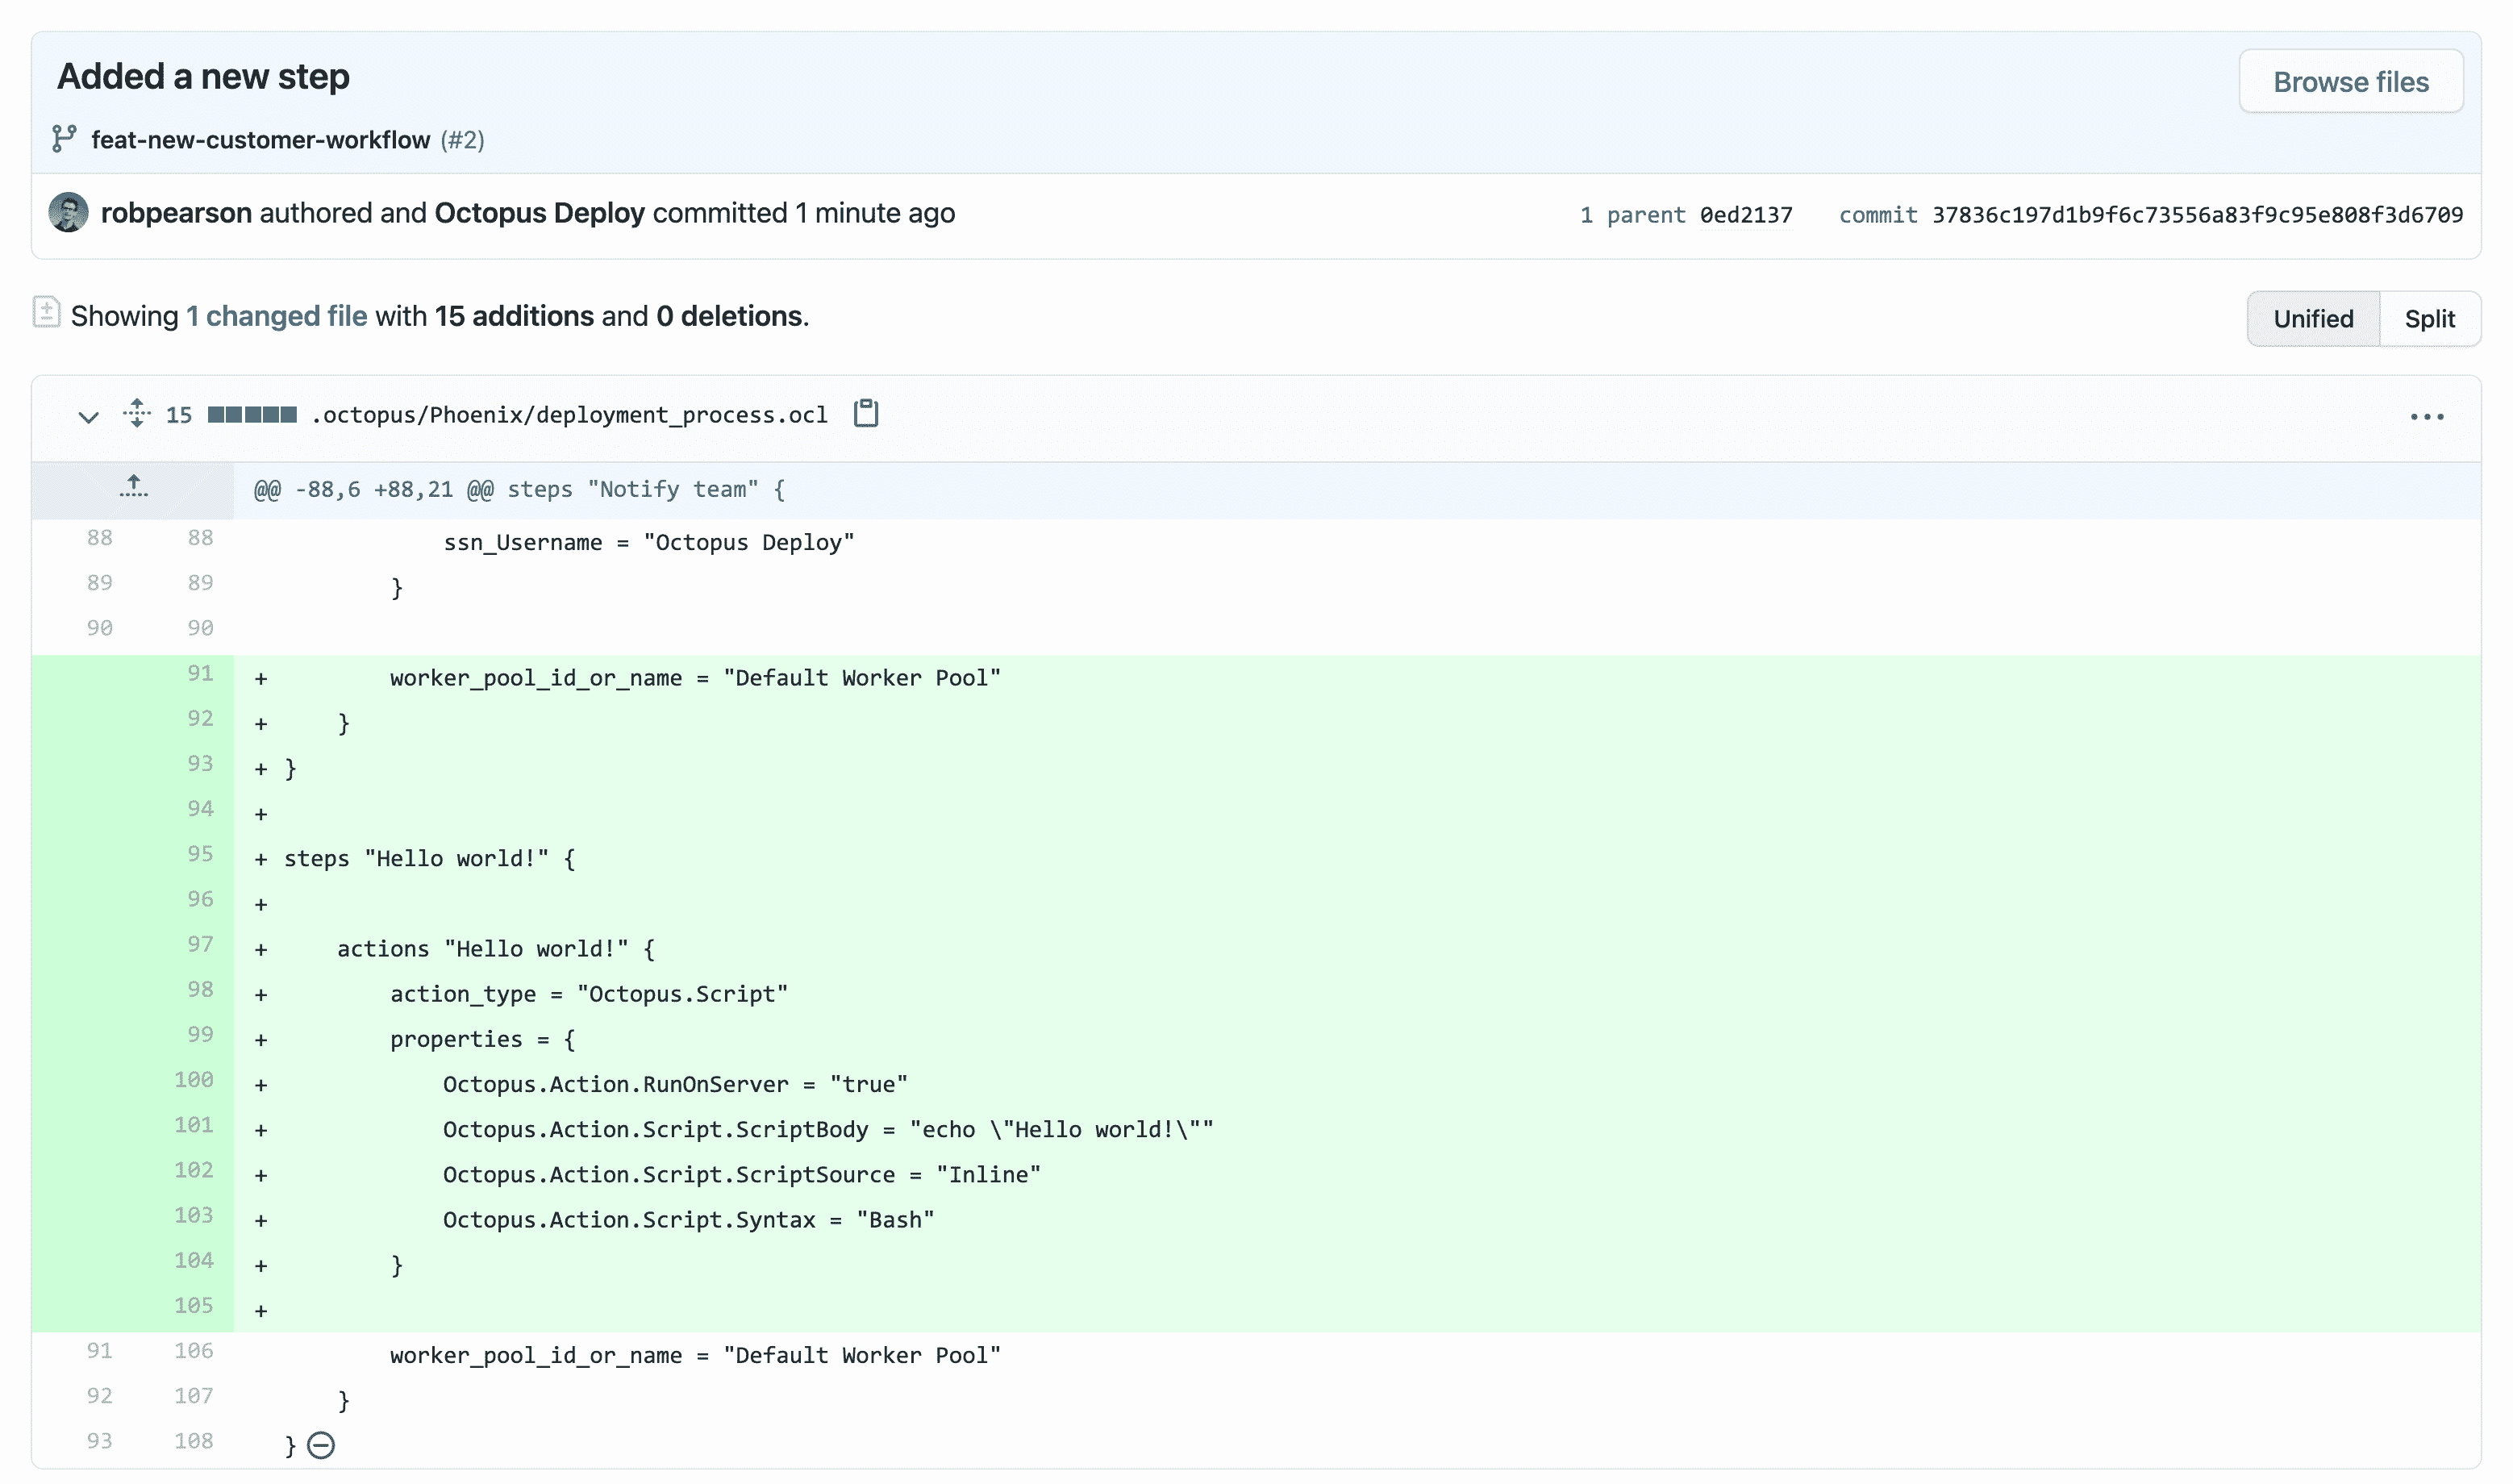 Added a new step
Browse files
feat-new-customer-workflow (#2)
robpearson authored and Octopus Deploy committed 1 minute ago
1 parent 0ed2137 commit 37836c197d1b9f6c73556a83f9c95e808f3d6709
Showing 1 changed file with 15 additions and 0 deletions.
Unified Split
15 .octopus/Phoenix/deployment_process.ocl
@@ -88,6 +88,21 @@ steps "Notify team" {
88 88 ssn_Username = "Octopus Deploy"
89 89 }
90 90
91 + worker_pool_id_or_name = "Default Worker Pool"
92 + }
93 + }
94 +
95 + steps "Hello world!" {
96 +
97 + actions "Hello world!" {
98 + action_type = "Octopus.Script"
99 + properties = {
100 + Octopus.Action.RunOnServer = "true"
101 + Octopus.Action.Script.ScriptBody = "echo \"Hello world!\""
102 + Octopus.Action.Script.ScriptSource = "Inline"
103 + Octopus.Action.Script.Syntax = "Bash"
104 + }
105 +
91 106 worker_pool_id_or_name = "Default Worker Pool"
92 107 }
93 108 }